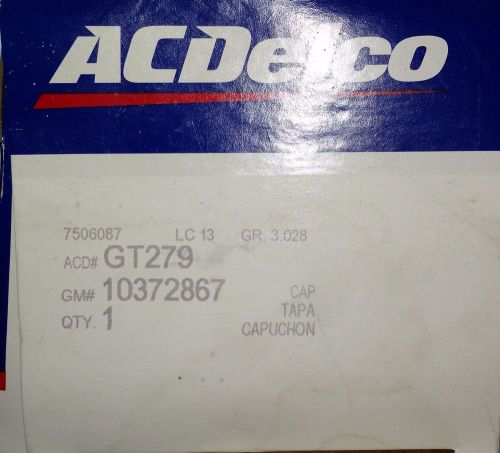 ACDelco
7506087 LC 13 GR. 3.028
ACD# GT279
GM# 10372867 CAP
TAPA
QTY. 1 CAPUCHON